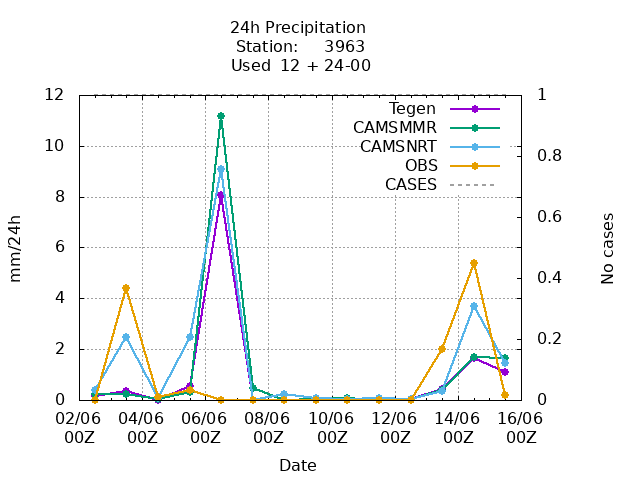 24h Precipitation
Station: 3963
Used 12 + 24-00
12 1
Tegen
CAMSMMR
CAMSNRT
OBS
CASES
10
0.8
8
0.6
6
mm/24h
No cases
4 0.4
2 0.2
0 0
02/06 04/06 06/06 08/06 10/06 12/06 14/06 16/06
00Z 00Z 00Z 00Z 00Z 00Z 00Z 00Z
Date